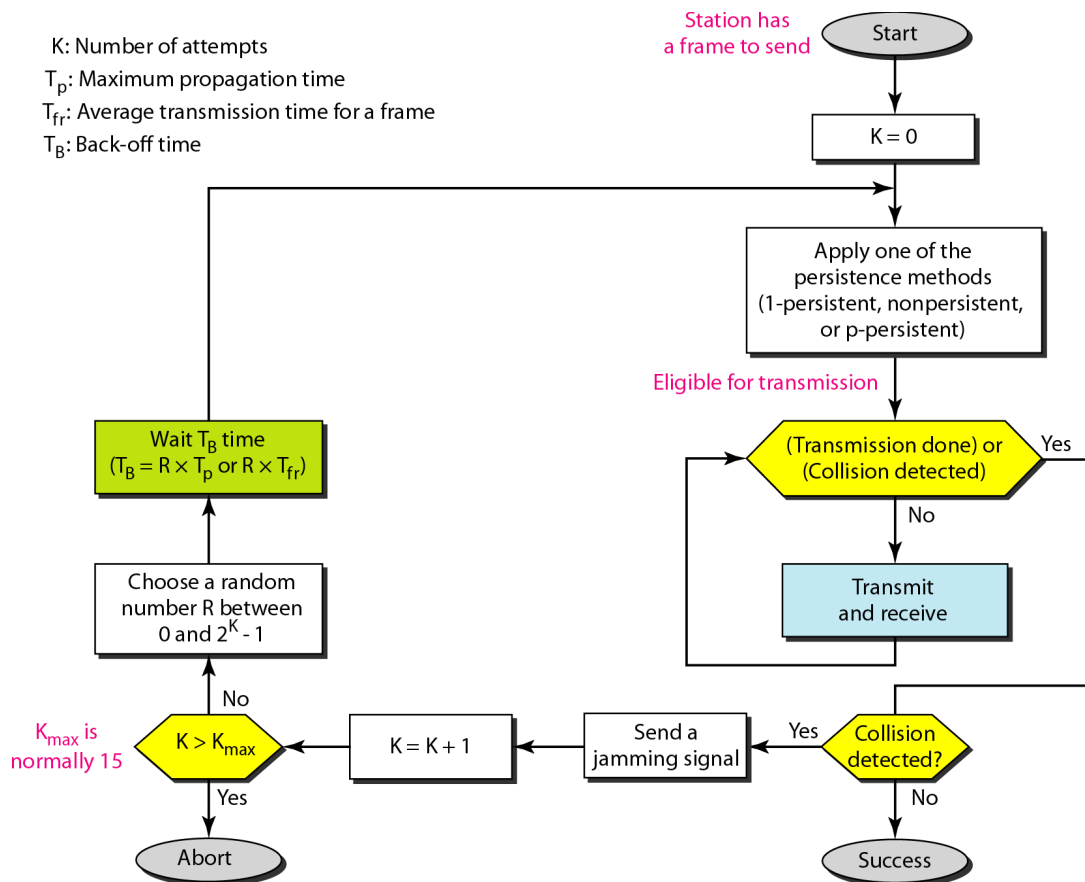 K: Number of attempts
Tp: Maximum propagation time
Tfr: Average transmission time for a frame
TB: Back-off time
Station has
a frame to send
Start
K = 0
Apply one of the
persistence methods
(1-persistent, nonpersistent,
or p-persistent)
Eligible for transmission
(Transmission done) or
(Collision detected)
Yes
No
Transmit
and receive
Wait TB time
(TB = R × Tp or R × Tfr)
Choose a random
number R between
0 and 2^K - 1
No
Kmax is
normally 15
K > Kmax
Yes
Abort
K = K + 1
Send a
jamming signal
Yes
Collision
detected?
No
Success